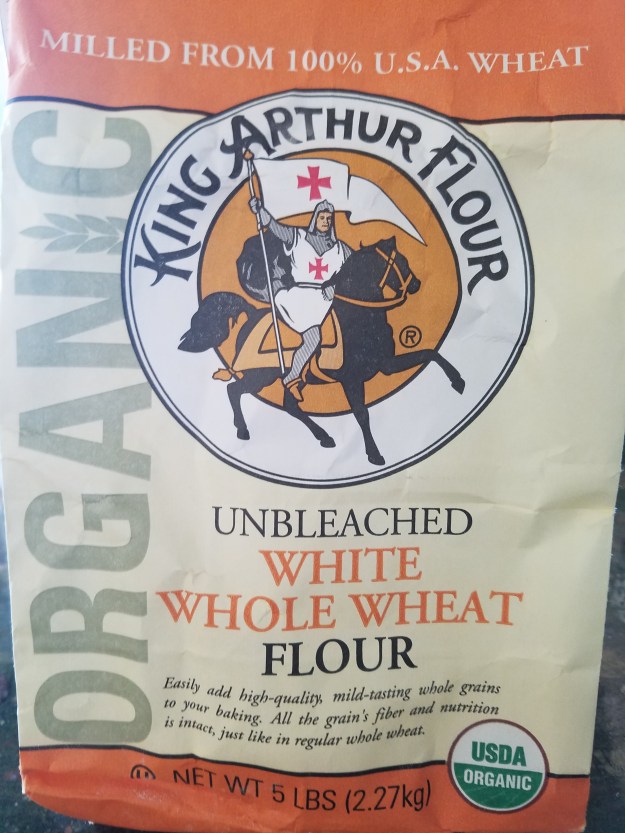 MILLED FROM 100% U.S.A. WHEAT
ORGANIC
KING ARTHUR FLOUR
®
UNBLEACHED
WHITE
WHOLE WHEAT
FLOUR
Easily add high-quality, mild-tasting whole grains
to your baking. All the grain's fiber and nutrition
is intact, just like in regular whole wheat.
USDA
ORGANIC
NET WT 5 LBS (2.27kg)